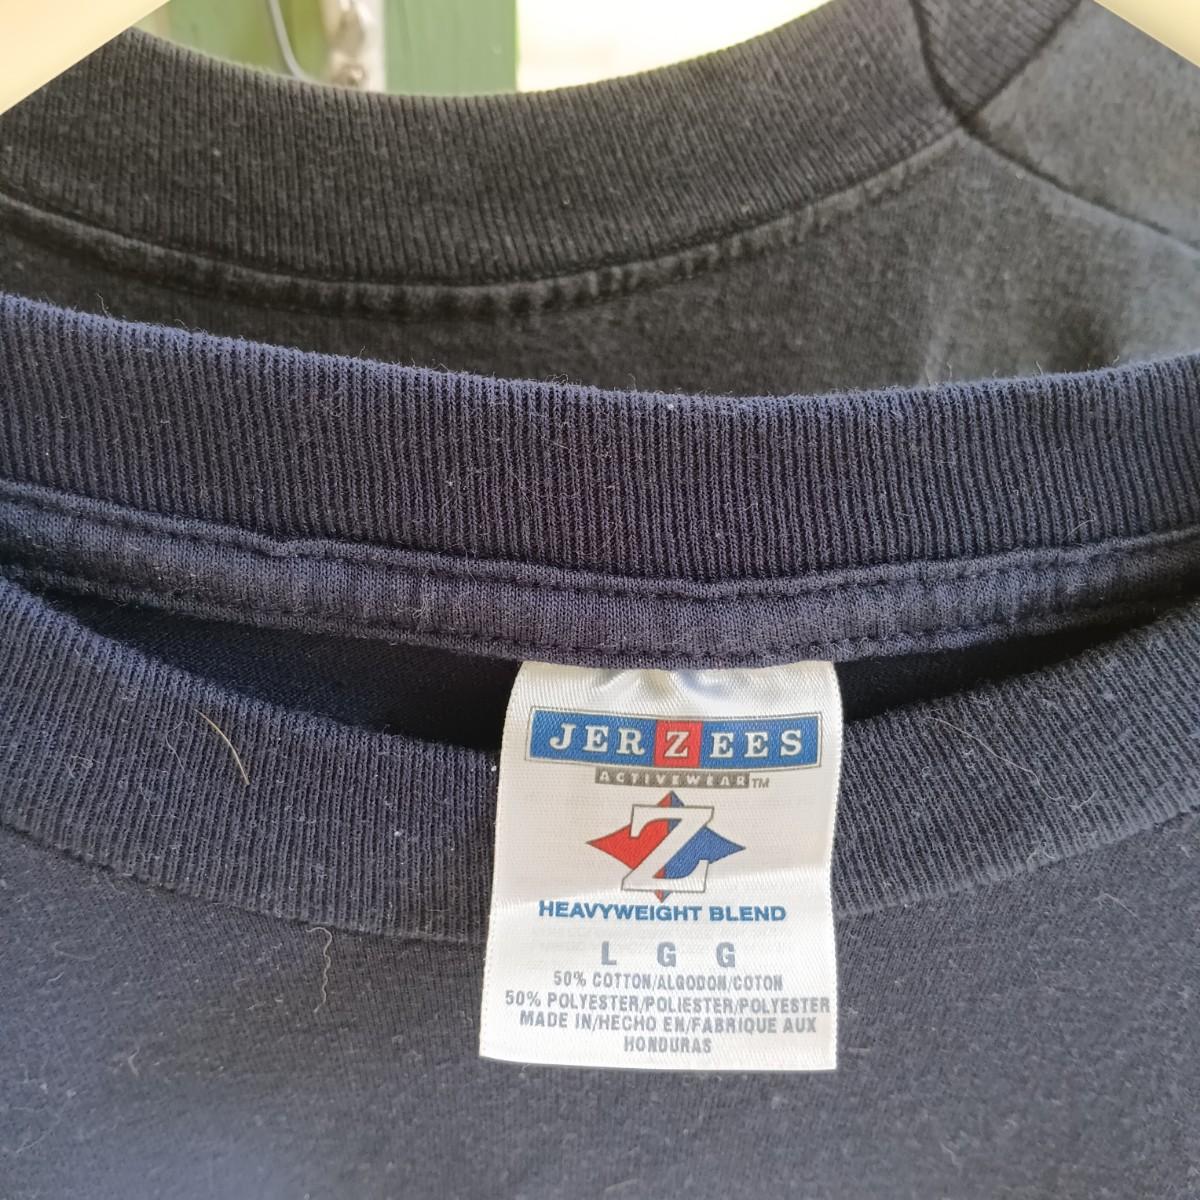 JERZEES
ACTIVEWEAR™
Z
HEAVYWEIGHT BLEND
L G G
50% COTTON/ALGODON/COTON
50% POLYESTER/POLIESTER/POLYESTER
MADE IN/HECHO EN/FABRIQUE AUX
HONDURAS